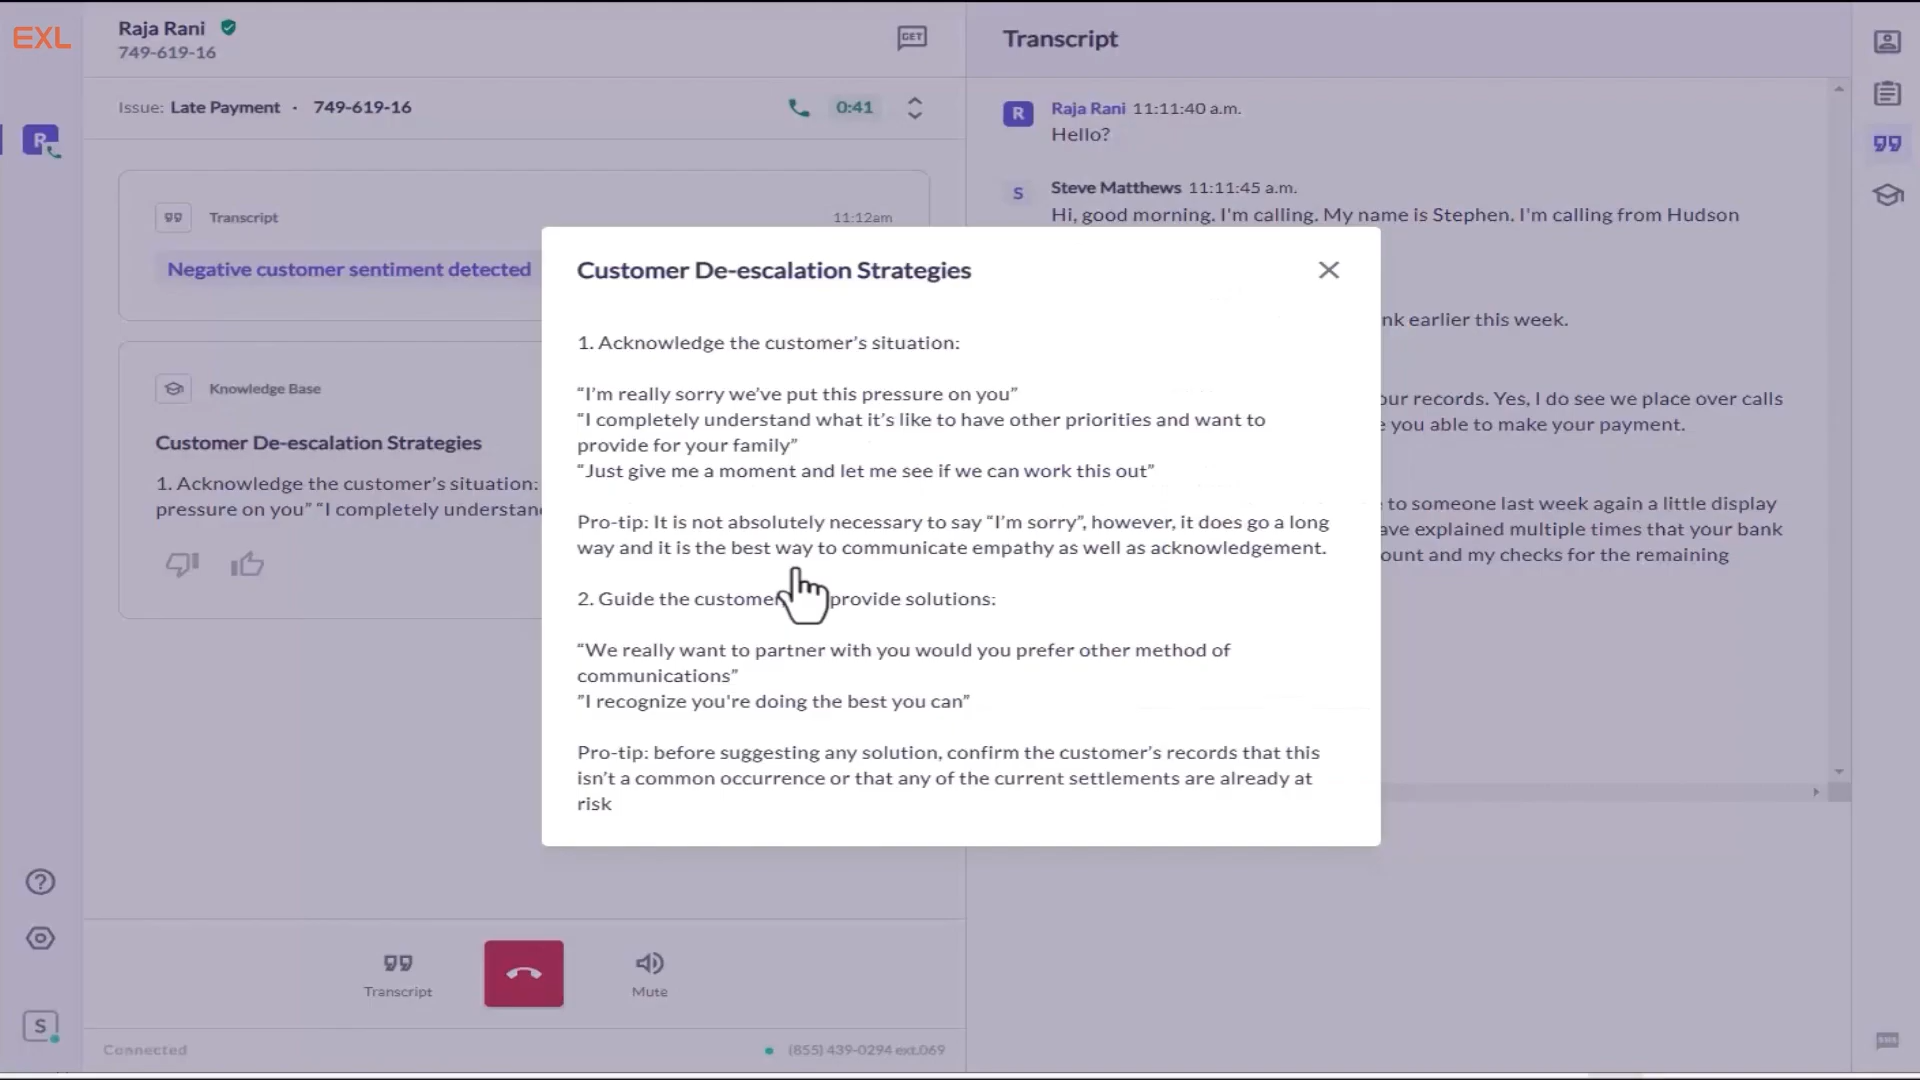 EXL
Raja Rani
749-619-16
GET
Issue: Late Payment · 749-619-16
0:41
R
Transcript
11:12am
Negative customer sentiment detected
Knowledge Base
Customer De-escalation Strategies
1. Acknowledge the customer's situation:
pressure on you” “I completely understan
Transcript
Mute
S
Connected
(855) 439-0294 ext.069
Transcript
R
Raja Rani 11:11:40 a.m.
Hello?
S
Steve Matthews 11:11:45 a.m.
Hi, good morning. I'm calling. My name is Stephen. I'm calling from Hudson
nk earlier this week.
our records. Yes, I do see we place over calls
you able to make your payment.
to someone last week again a little display
ave explained multiple times that your bank
ount and my checks for the remaining
Customer De-escalation Strategies
1. Acknowledge the customer’s situation:
“I’m really sorry we’ve put this pressure on you”
“I completely understand what it’s like to have other priorities and want to
provide for your family”
“Just give me a moment and let me see if we can work this out”
Pro-tip: It is not absolutely necessary to say “I’m sorry”, however, it does go a long
way and it is the best way to communicate empathy as well as acknowledgement.
2. Guide the customer provide solutions:
“We really want to partner with you would you prefer other method of
communications”
”I recognize you're doing the best you can”
Pro-tip: before suggesting any solution, confirm the customer’s records that this
isn’t a common occurrence or that any of the current settlements are already at
risk